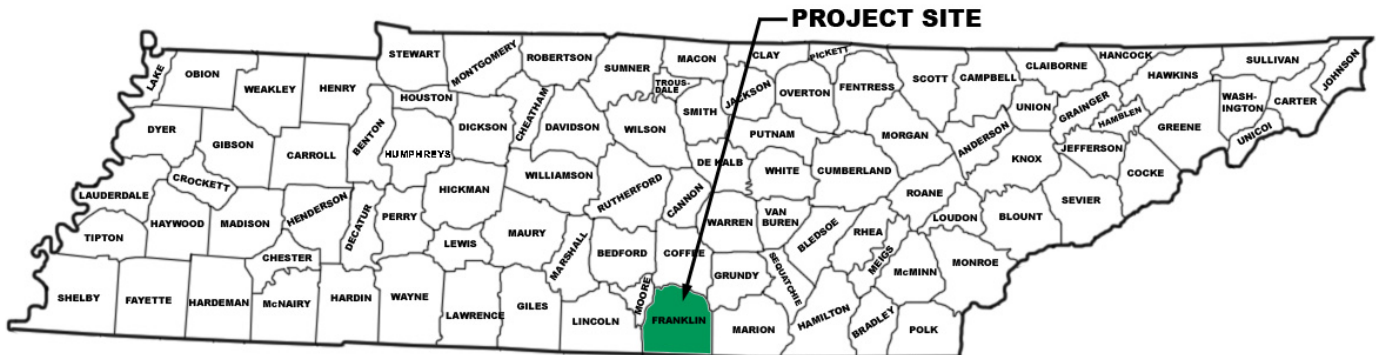 PROJECT SITE
STEWART
MONTGOMERY
ROBERTSON
SUMNER
MACON
CLAY
PICKETT
CLAIBORNE
HANCOCK
SULLIVAN
JOHNSON
LAKE
OBION
WEAKLEY
HENRY
HOUSTON
CHEATHAM
TROUS-
DALE
SMITH
JACKSON
OVERTON
FENTRESS
SCOTT
CAMPBELL
UNION
GRAINGER
HAMBLEN
HAWKINS
WASH-
INGTON
CARTER
UNICOI
DYER
GIBSON
CARROLL
BENTON
HUMPHREYS
DICKSON
DAVIDSON
WILSON
PUTNAM
MORGAN
ANDERSON
KNOX
JEFFERSON
GREENE
COCKE
LAUDERDALE
CROCKETT
HICKMAN
WILLIAMSON
RUTHERFORD
CANNON
DE KALB
WHITE
CUMBERLAND
ROANE
LOUDON
BLOUNT
SEVIER
TIPTON
HAYWOOD
MADISON
HENDERSON
DECATUR
PERRY
LEWIS
MAURY
MARSHALL
BEDFORD
COFFEE
WARREN
VAN
BUREN
BLEDSOE
RHEA
MEIGS
McMINN
MONROE
SHELBY
FAYETTE
HARDEMAN
CHESTER
McNAIRY
HARDIN
WAYNE
LAWRENCE
GILES
LINCOLN
MOORE
FRANKLIN
GRUNDY
SEQUATCHIE
MARION
HAMILTON
BRADLEY
POLK